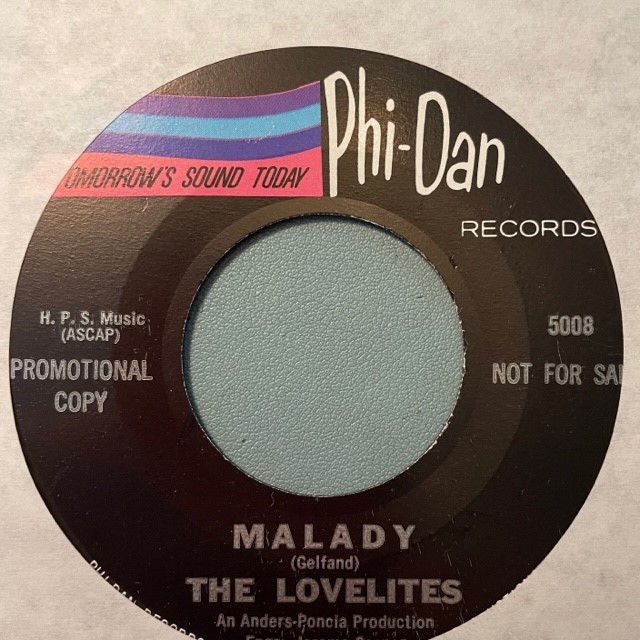 Phi-Dan
OMORROW'S SOUND TODAY
RECORDS
H. P. S. Music
(ASCAP)
5008
PROMOTIONAL
COPY
NOT FOR SAL
MALADY
(Gelfand)
THE LOVELITES
An Anders-Poncia Production